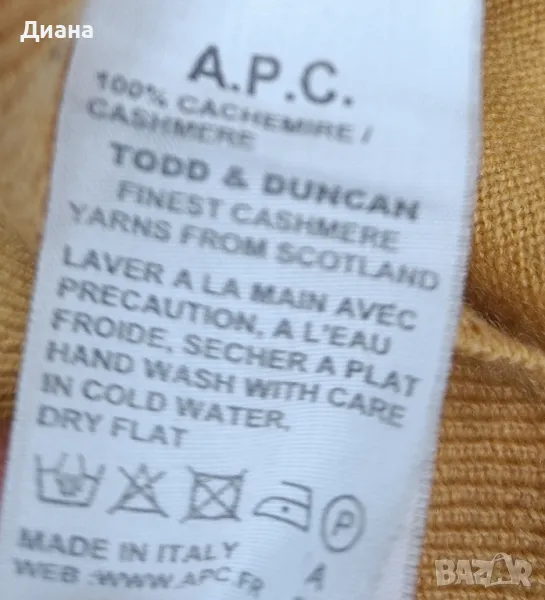 Диана
A.P.C.
100% CACHEMIRE /
CASHMERE
TODD & DUNCAN
FINEST CASHMERE
YARNS FROM SCOTLAND
LAVER A LA MAIN AVEC
PRECAUTION, A L'EAU
FROIDE, SECHER A PLAT
HAND WASH WITH CARE
IN COLD WATER,
DRY FLAT
P
MADE IN ITALY
A
WEB :WWW.APC.FR
BAZAR